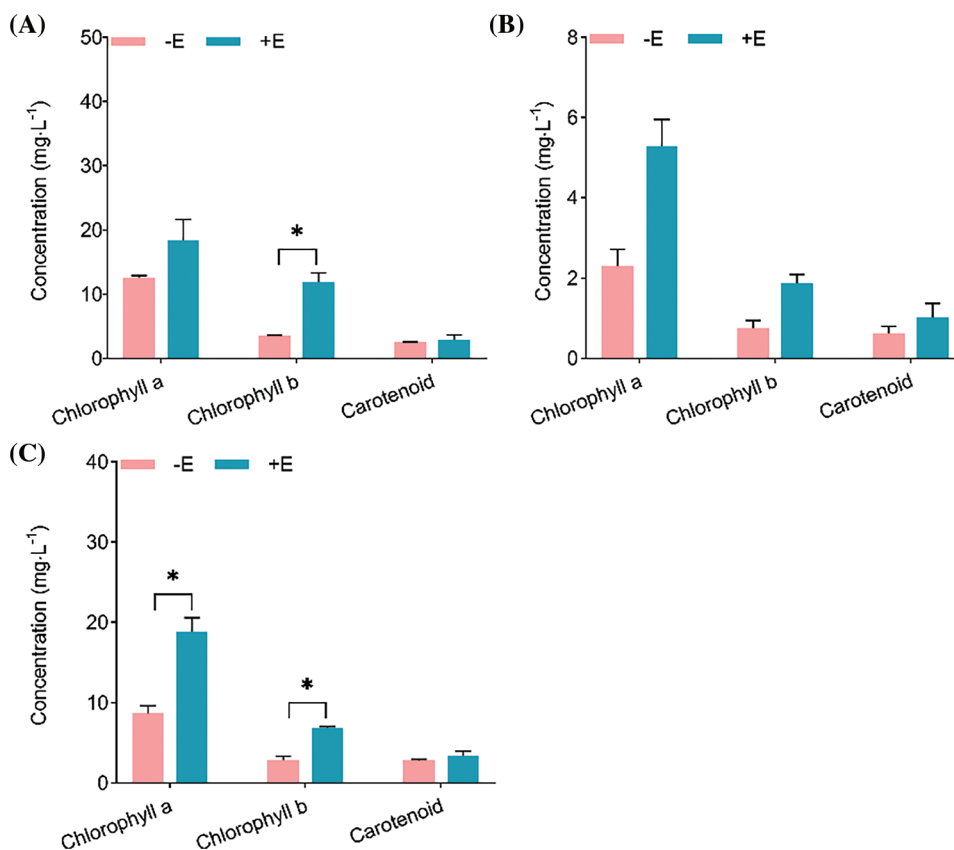 (A)
-E +E
Concentration (mg·L⁻¹)
50
40
30
20
10
0
*
Chlorophyll a
Chlorophyll b
Carotenoid
(B)
-E +E
Concentration (mg·L⁻¹)
8
6
4
2
0
Chlorophyll a
Chlorophyll b
Carotenoid
(C)
-E +E
Concentration (mg·L⁻¹)
40
30
20
10
0
*
*
Chlorophyll a
Chlorophyll b
Carotenoid